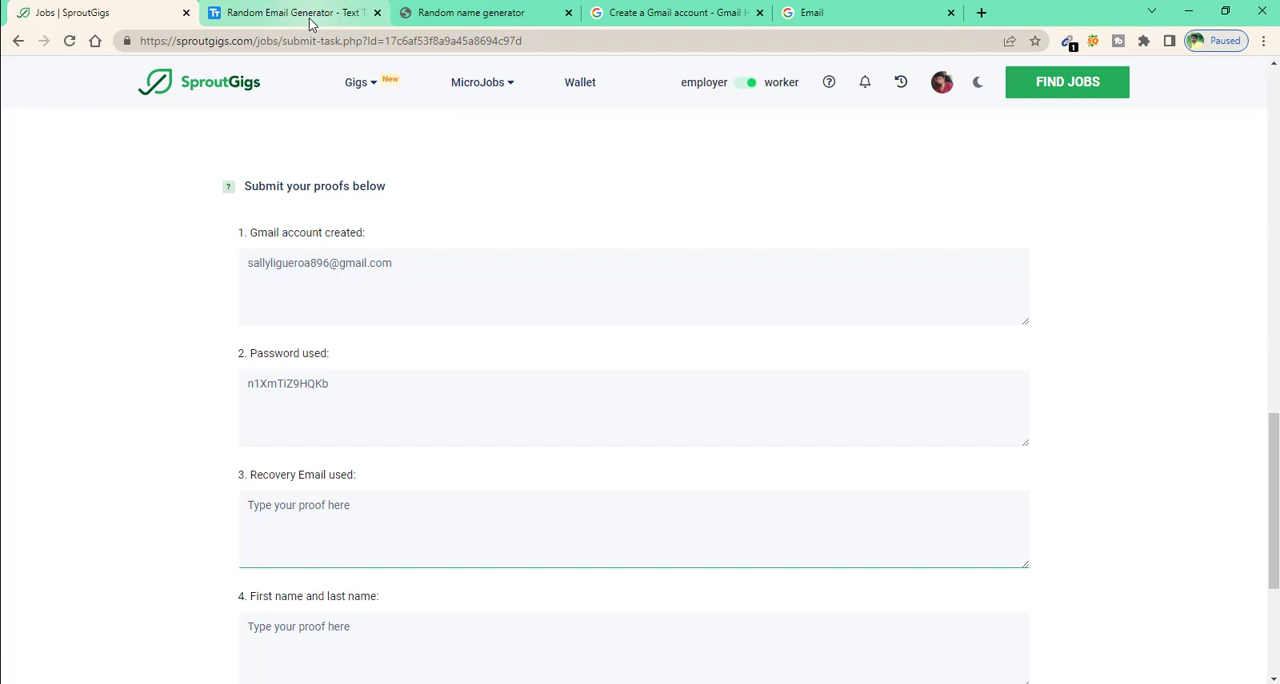 Jobs | SproutGigs
Random Email Generator - Text T
Random name generator
Create a Gmail account - Gmail H
Email
https://sproutgigs.com/jobs/submit-task.php?Id=17c6af53f8a9a45a8694c97d
1
Paused
SproutGigs
Gigs
New
MicroJobs
Wallet
employer
worker
FIND JOBS
? Submit your proofs below
1. Gmail account created:
sallyligueroa896@gmail.com
2. Password used:
n1XmTiZ9HQKb
3. Recovery Email used:
Type your proof here
4. First name and last name:
Type your proof here